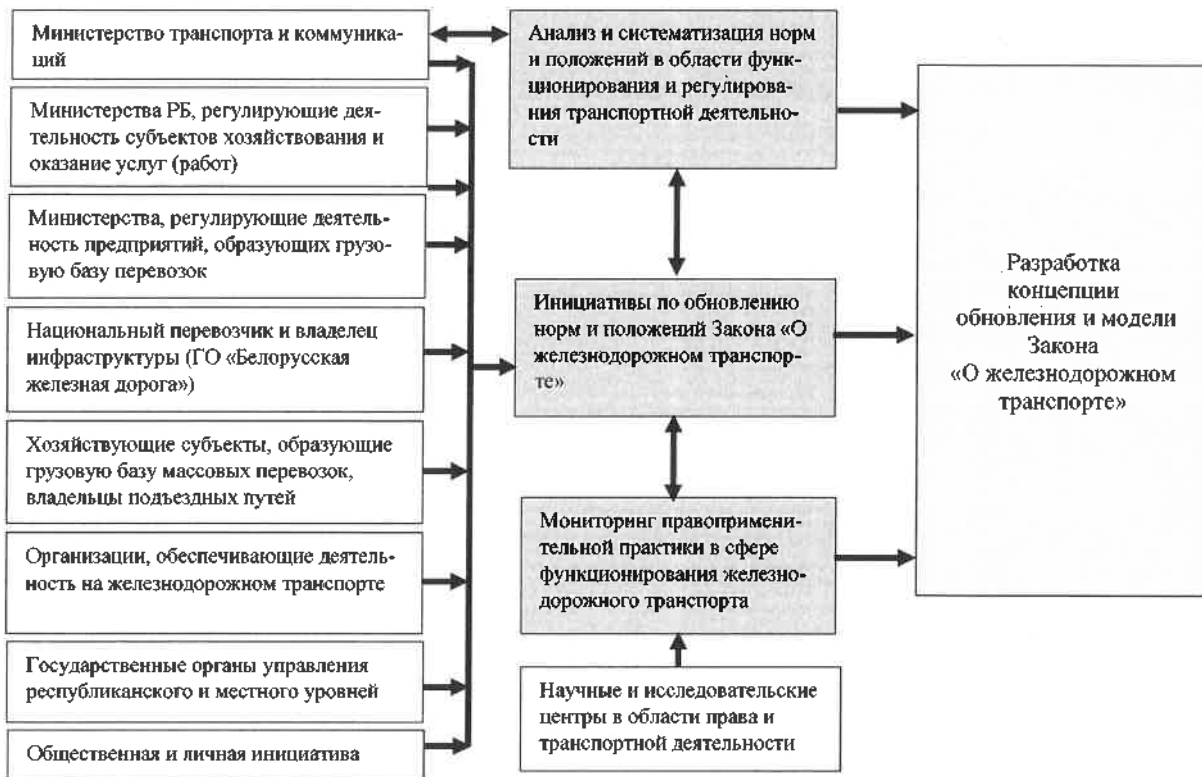 Министерство транспорта и коммуника-
ций
Министерства РБ, регулирующие дея-
тельность субъектов хозяйствования и
оказание услуг (работ)
Министерства, регулирующие деятель-
ность предприятий, образующих грузо-
вую базу перевозок
Национальный перевозчик и владелец
инфраструктуры (ГО «Белорусская
железная дорога»)
Хозяйствующие субъекты, образующие
грузовую базу массовых перевозок,
владельцы подъездных путей
Организации, обеспечивающие деятель-
ность на железнодорожном транспорте
Государственные органы управления
республиканского и местного уровней
Общественная и личная инициатива
Анализ и систематизация норм
и положений в области функ-
ционирования и регулирова-
ния транспортной деятельно-
сти
Инициативы по обновлению
норм и положений Закона «О
железнодорожном транспор-
те»
Мониторинг правоприме-
нительной практики в сфере
функционирования железно-
дорожного транспорта
Научные и исследовательские
центры в области права и
транспортной деятельности
Разработка
концепции
обновления и модели
Закона
«О железнодорожном
транспорте»